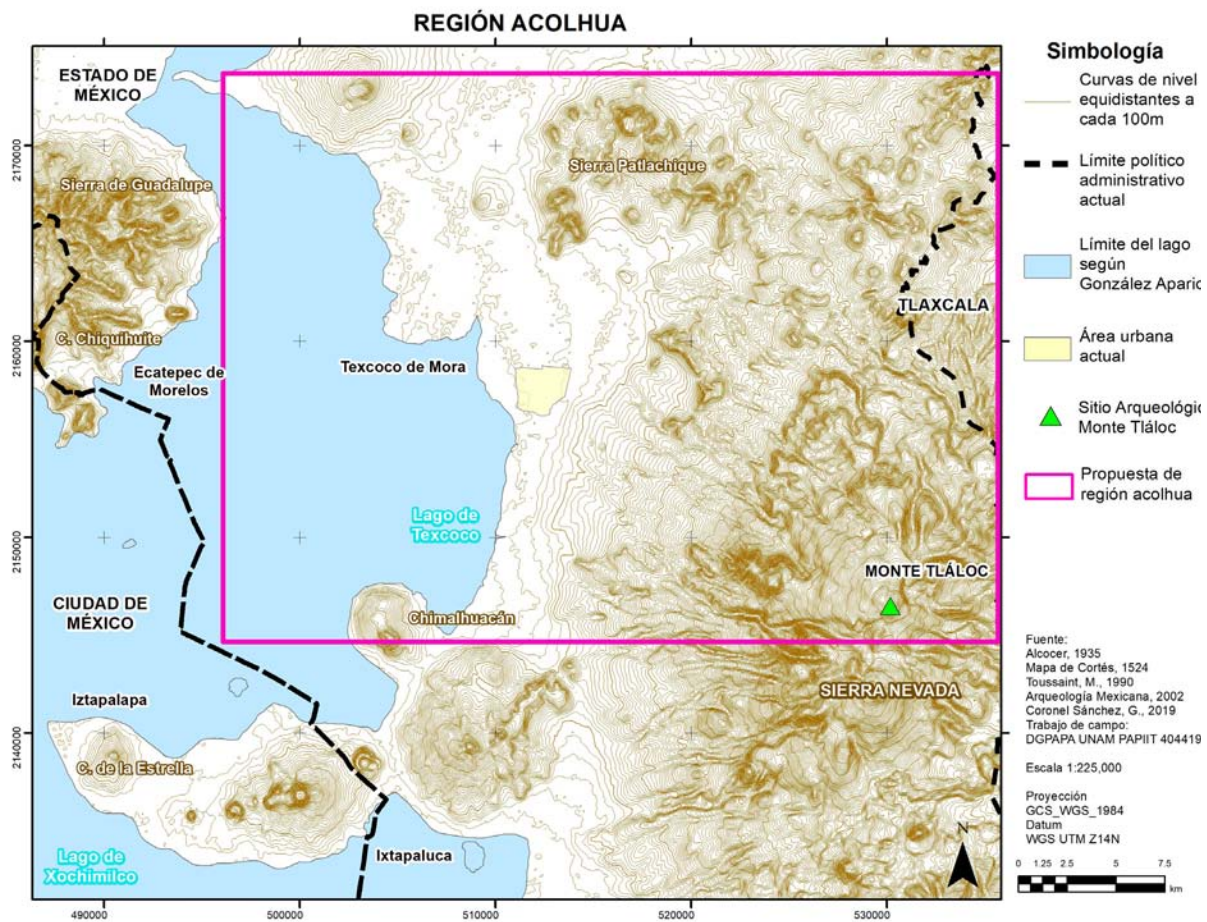 REGIÓN ACOLHUA
ESTADO DE
MÉXICO
Sierra de Guadalupe
C. Chiquihuite
Ecatepec de
Morelos
Sierra Patlachique
Texcoco de Mora
TLAXCALA
Lago de
Texcoco
MONTE TLÁLOC
CIUDAD DE
MÉXICO
Chimalhuacán
Iztapalapa
SIERRA NEVADA
C. de la Estrella
Ixtapaluca
Lago de
Xochimilco
N
2170000
2160000
2150000
2140000
490000
500000
510000
520000
530000
Simbología
Curvas de nivel
equidistantes a
cada 100m
Límite político
administrativo
actual
Límite del lago
según
González Aparic
Área urbana
actual
Sitio Arqueológic
Monte Tláloc
Propuesta de
región acolhua
Fuente:
Alcocer, 1935
Mapa de Cortés, 1524
Toussaint, M., 1990
Arqueología Mexicana, 2002
Coronel Sánchez, G., 2019
Trabajo de campo:
DGPAPA UNAM PAPIIT 404419
Escala 1:225,000
Proyección
GCS_WGS_1984
Datum
WGS UTM Z14N
0 1.25 2.5 5 7.5
km